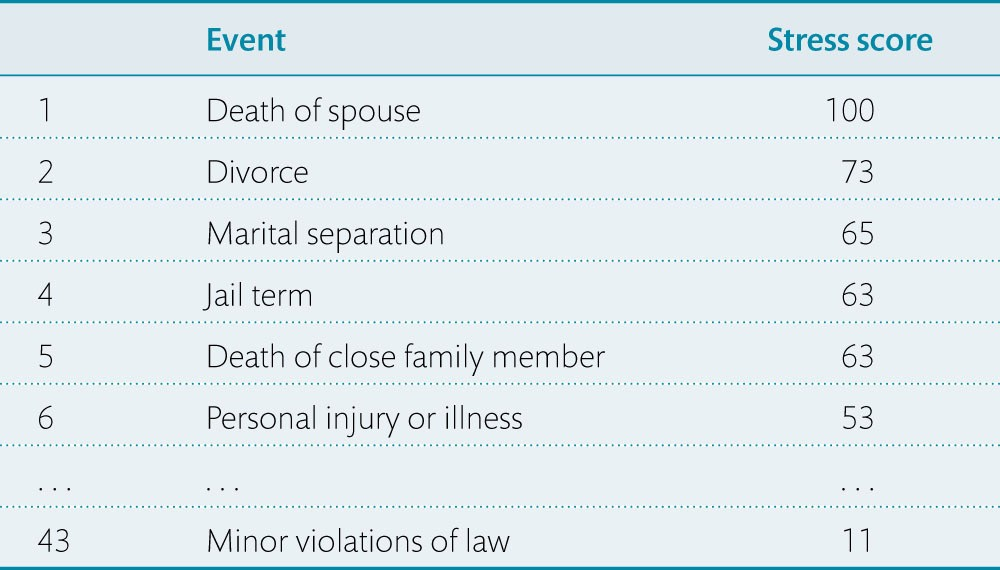 Event Stress score
1 Death of spouse 100
2 Divorce 73
3 Marital separation 65
4 Jail term 63
5 Death of close family member 63
6 Personal injury or illness 53
. . . . . . . . .
43 Minor violations of law 11